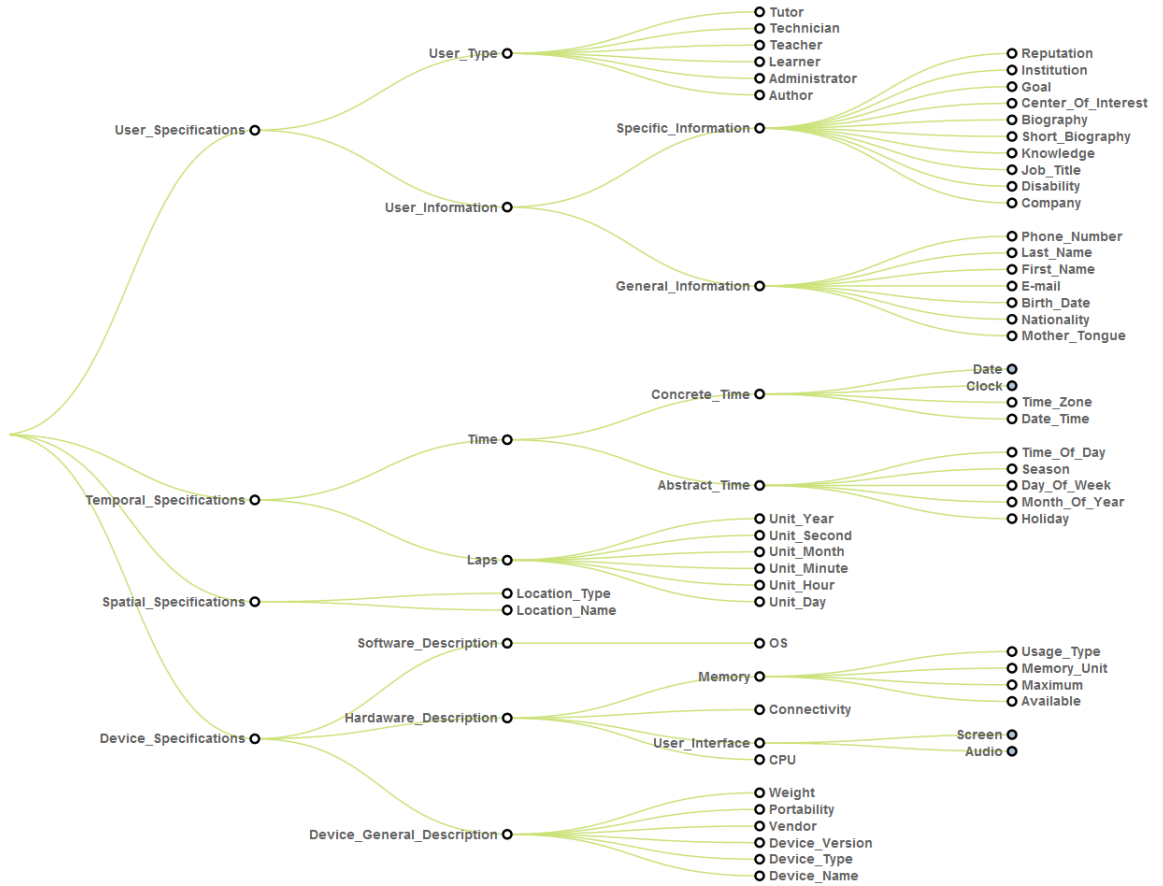 User_Specifications
User_Type
Tutor
Technician
Teacher
Learner
Administrator
Author
User_Information
Specific_Information
Reputation
Institution
Goal
Center_Of_Interest
Biography
Short_Biography
Knowledge
Job_Title
Disability
Company
General_Information
Phone_Number
Last_Name
First_Name
E-mail
Birth_Date
Nationality
Mother_Tongue
Temporal_Specifications
Time
Concrete_Time
Date
Clock
Time_Zone
Date_Time
Abstract_Time
Time_Of_Day
Season
Day_Of_Week
Month_Of_Year
Holiday
Laps
Unit_Year
Unit_Second
Unit_Month
Unit_Minute
Unit_Hour
Unit_Day
Spatial_Specifications
Location_Type
Location_Name
Device_Specifications
Software_Description
OS
Hardaware_Description
Memory
Usage_Type
Memory_Unit
Maximum
Available
Connectivity
User_Interface
Screen
Audio
CPU
Device_General_Description
Weight
Portability
Vendor
Device_Version
Device_Type
Device_Name